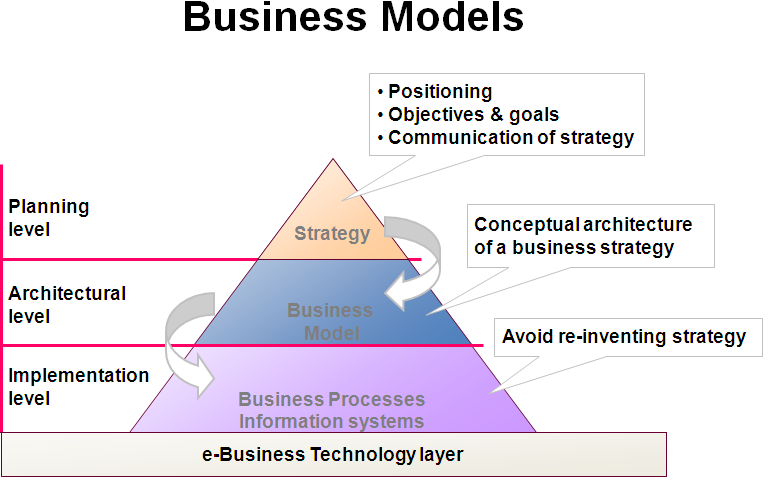 Business Models
• Positioning
• Objectives & goals
• Communication of strategy
Planning
level
Strategy
Conceptual architecture
of a business strategy
Architectural
level
Business
Model
Avoid re-inventing strategy
Implementation
level
Business Processes
Information systems
e-Business Technology layer